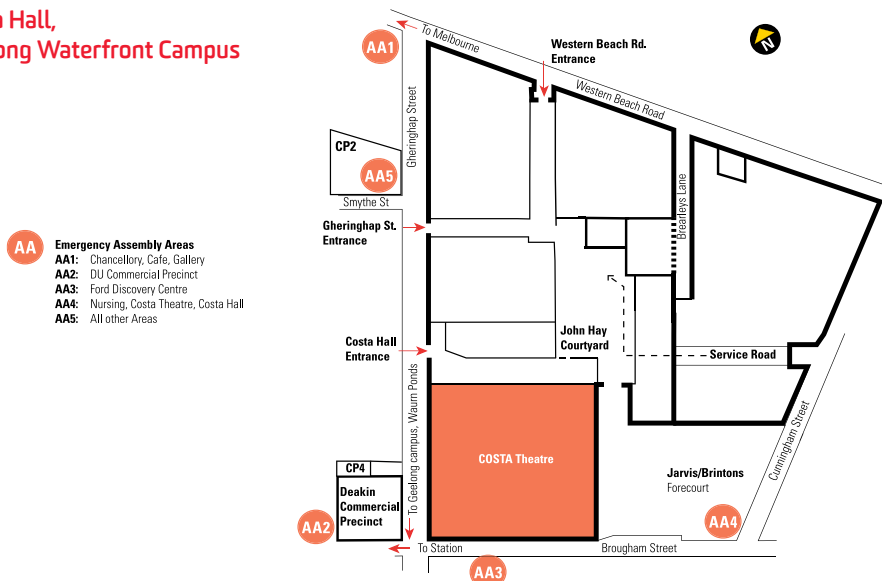 Hall,
ong Waterfront Campus
AA1
To Melbourne
Western Beach Rd.
Entrance
N
Western Beach Road
Gheringhap Street
CP2
AA5
Smythe St
Brearleys Lane
Gheringhap St.
Entrance
AA
Emergency Assembly Areas
AA1: Chancellory, Cafe, Gallery
AA2: DU Commercial Precinct
AA3: Ford Discovery Centre
AA4: Nursing, Costa Theatre, Costa Hall
AA5: All other Areas
John Hay
Courtyard
Costa Hall
Entrance
Service Road
To Geelong campus, Waurn Ponds
Cunningham Street
COSTA Theatre
CP4
Jarvis/Brintons
Forecourt
Deakin
Commercial
Precinct
AA2
AA4
To Station
Brougham Street
AA3